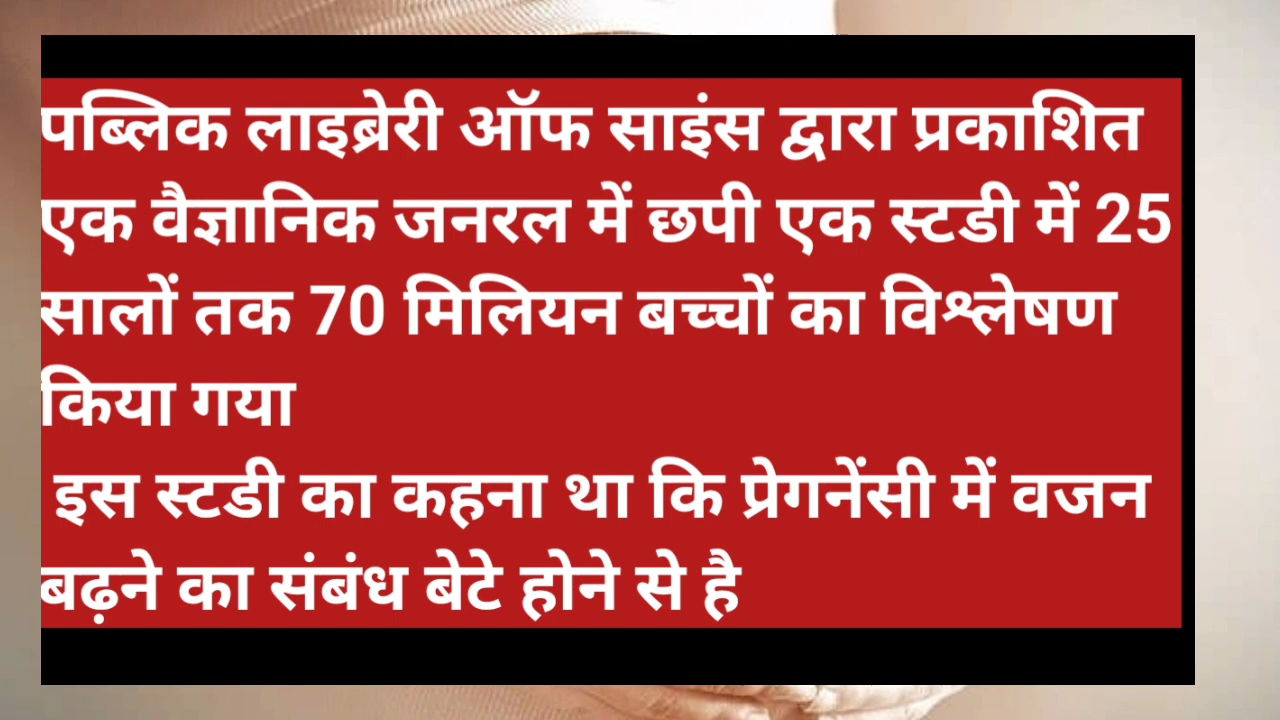 पब्लिक लाइब्रेरी ऑफ साइंस द्वारा प्रकाशित
एक वैज्ञानिक जनरल में छपी एक स्टडी में 25
सालों तक 70 मिलियन बच्चों का विश्लेषण
किया गया
इस स्टडी का कहना था कि प्रेगनेंसी में वजन
बढ़ने का संबंध बेटे होने से है